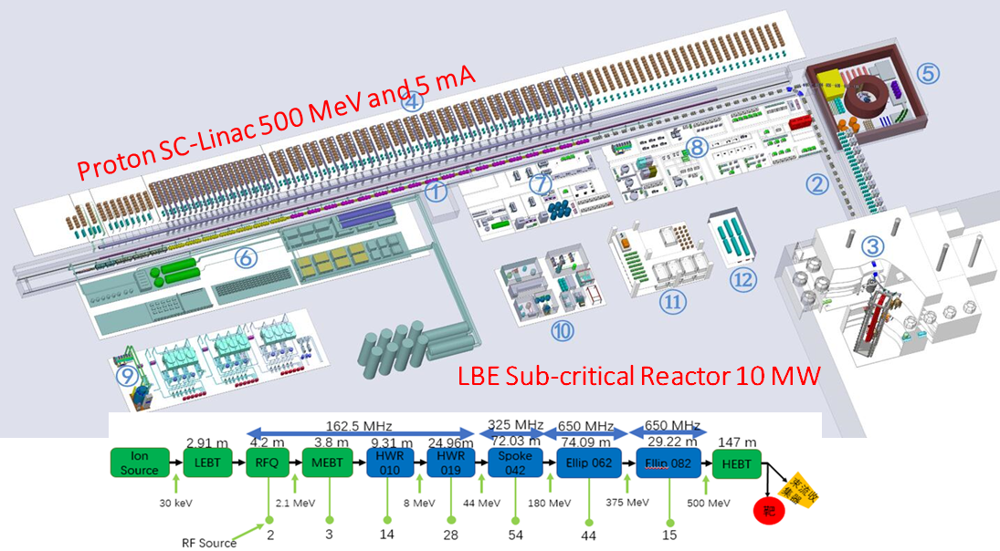 Proton SC-Linac 500 MeV and 5 mA
④
⑤
⑧
①
⑦
②
③
⑥
⑫
⑪
⑩
⑨
LBE Sub-critical Reactor 10 MW
162.5 MHz
325 MHz
650 MHz
650 MHz
2.91 m
4.2 m
3.8 m
9.31 m
24.96m
72.03 m
74.09 m
29.22 m
147 m
Ion Source
LEBT
RFQ
MEBT
HWR 010
HWR 019
Spoke 042
Ellip 062
Ellip 082
HEBT
30 keV
2.1 MeV
8 MeV
44 MeV
180 MeV
375 MeV
500 MeV
靶
束流收集器
RF Source
2
3
14
28
54
44
15